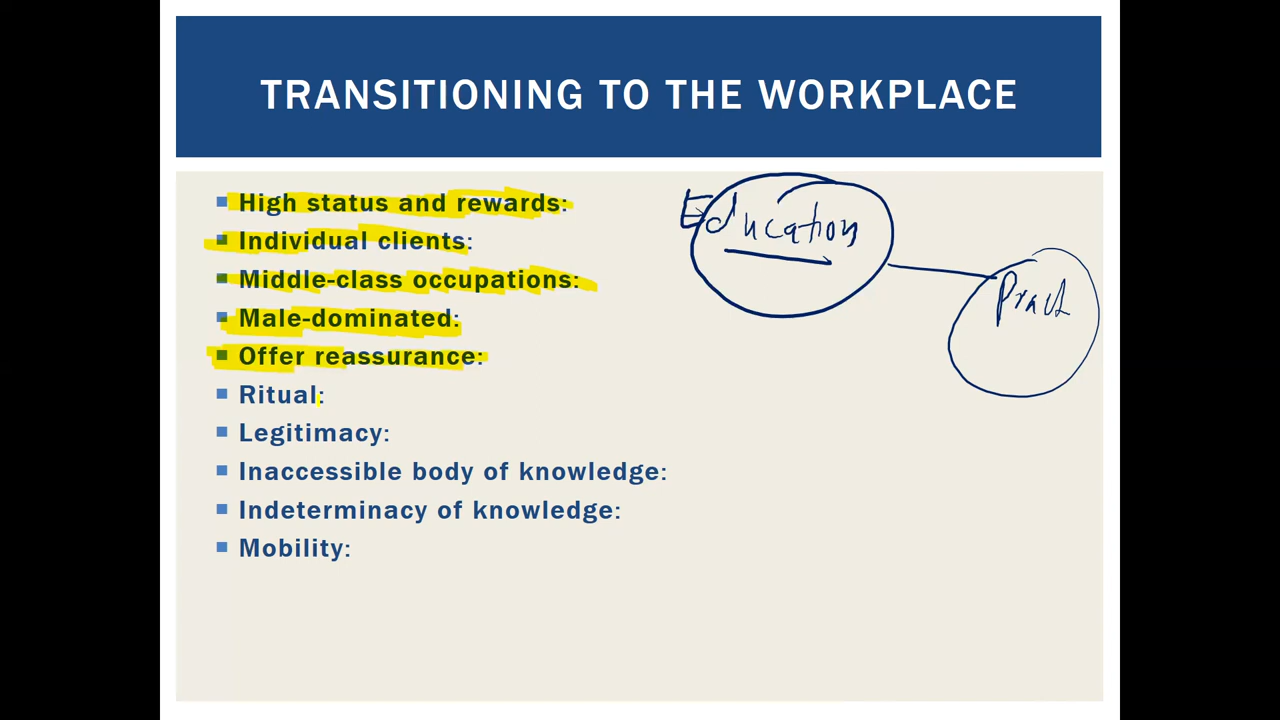 TRANSITIONING TO THE WORKPLACE
High status and rewards:
Individual clients:
Middle-class occupations:
Male-dominated:
Offer reassurance:
Ritual:
Legitimacy:
Inaccessible body of knowledge:
Indeterminacy of knowledge:
Mobility:
Education
Pract